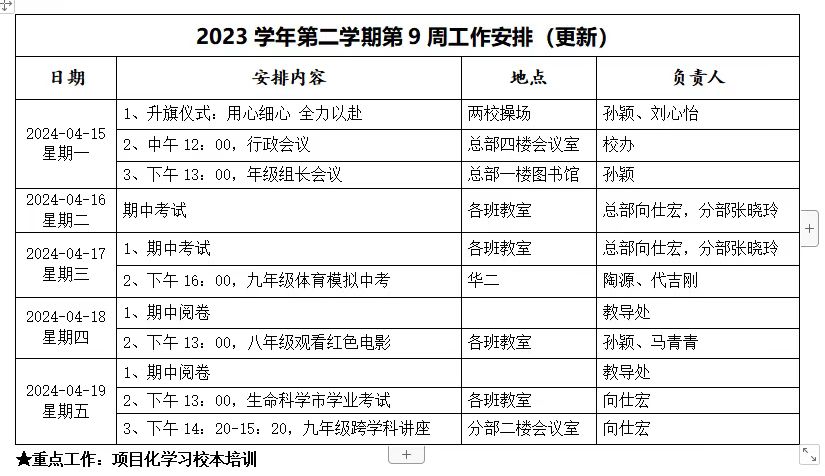 2023 学年第二学期第 9 周工作安排（更新）
日期 安排内容 地点 负责人
2024-04-15 星期一 1、升旗仪式：用心细心 全力以赴 两校操场 孙颖、刘心怡
2、中午 12：00，行政会议 总部四楼会议室 校办
3、下午 13：00，年级组长会议 总部一楼图书馆 孙颖
2024-04-16 星期二 期中考试 各班教室 总部向仕宏，分部张晓玲
2024-04-17 星期三 1、期中考试 各班教室 总部向仕宏，分部张晓玲
2、下午 16：00，九年级体育模拟中考 华二 陶源、代吉刚
2024-04-18 星期四 1、期中阅卷 教导处
2、下午 13：00，八年级观看红色电影 各班教室 孙颖、马青青
2024-04-19 星期五 1、期中阅卷 教导处
2、下午 13：00，生命科学市学业考试 各班教室 向仕宏
3、下午 14：20-15：20，九年级跨学科讲座 分部二楼会议室 向仕宏
★重点工作：项目化学习校本培训